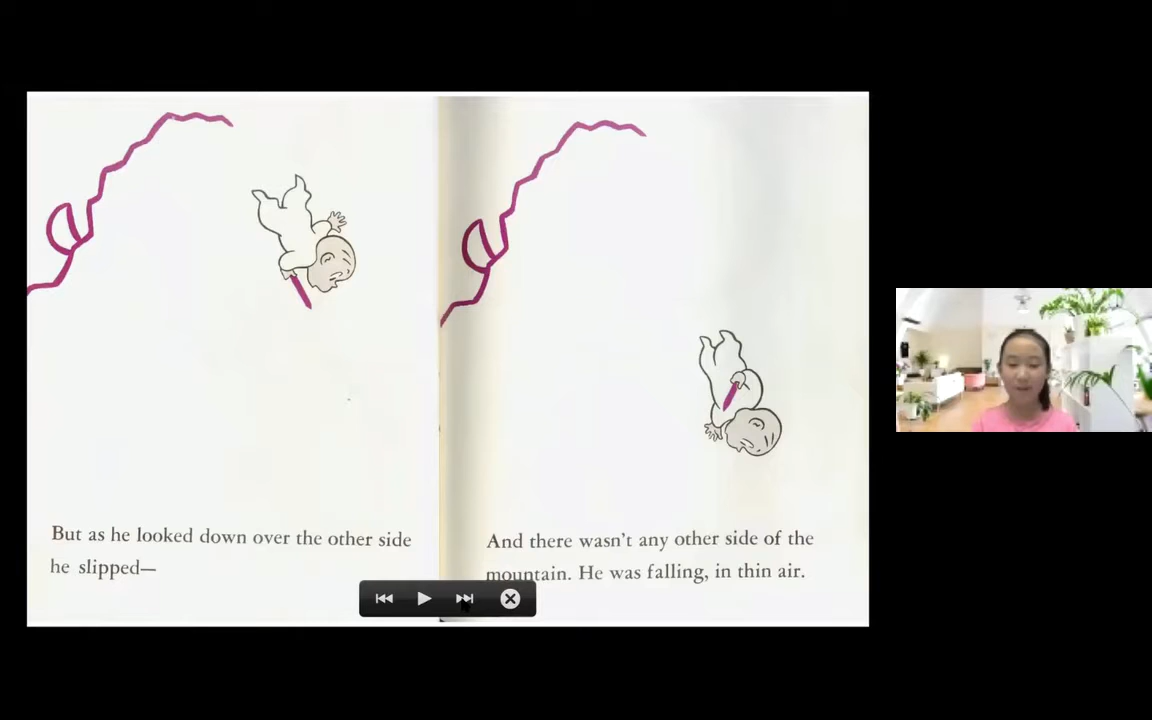 But as he looked down over the other side
he slipped—
And there wasn't any other side of the
mountain. He was falling, in thin air.